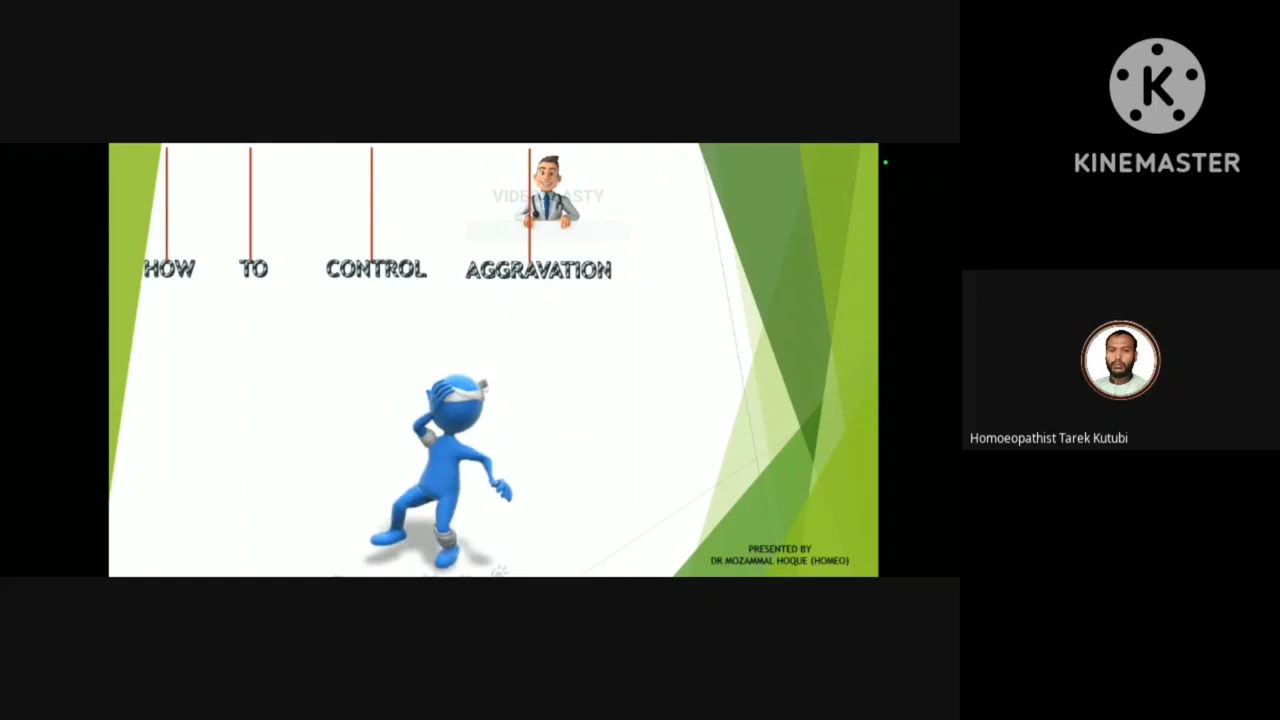 KINEMASTER
HOW TO CONTROL AGGRAVATION
Homoeopathist Tarek Kutubi
PRESENTED BY
DR MOZAMMAL HOQUE (HOMEO)